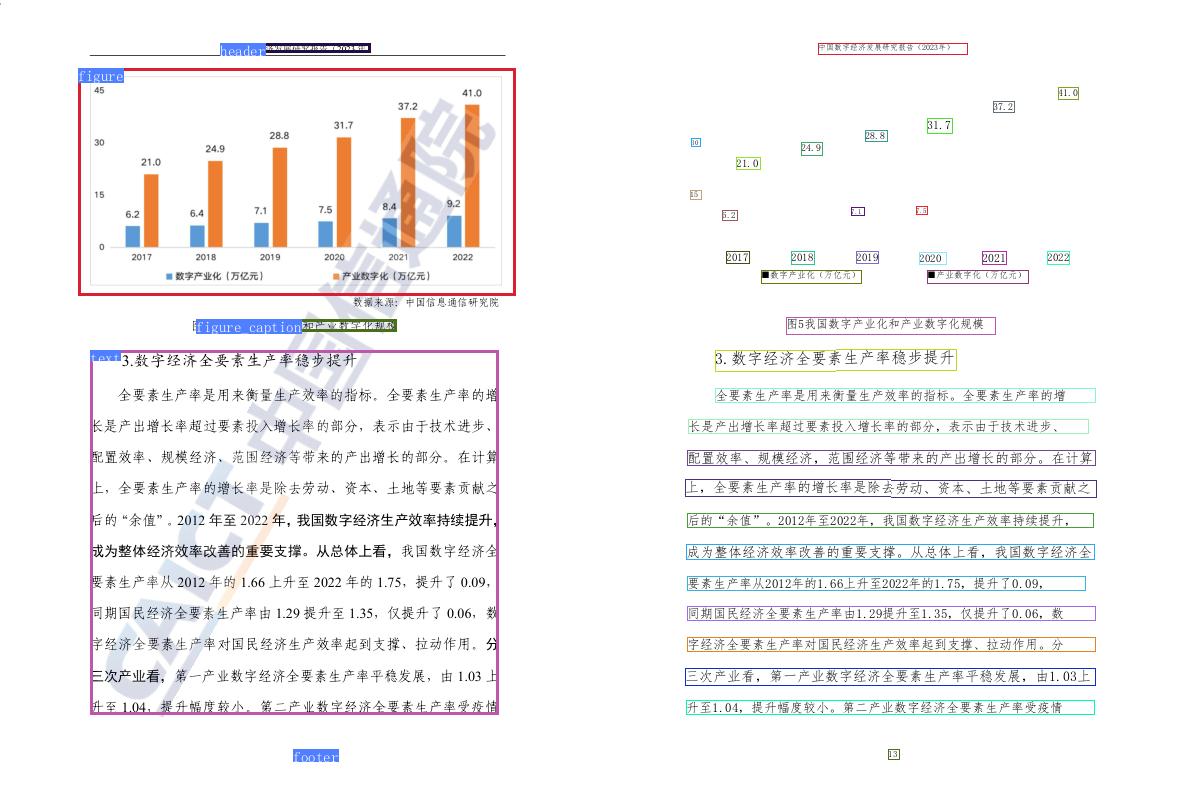 header
figure
45
30
15
0
6.2 21.0 6.4 24.9 7.1 28.8 7.5 31.7 8.4 37.2 9.2 41.0
2017 2018 2019 2020 2021 2022
数字产业化（万亿元） 产业数字化（万亿元）
数据来源：中国信息通信研究院
figure caption 和产业数字化规模
text
3.数字经济全要素生产率稳步提升
全要素生产率是用来衡量生产效率的指标。全要素生产率的增
长是产出增长率超过要素投入增长率的部分，表示由于技术进步、
配置效率、规模经济、范围经济等带来的产出增长的部分。在计算
上，全要素生产率的增长率是除去劳动、资本、土地等要素贡献之
后的“余值”。2012 年至 2022 年，我国数字经济生产效率持续提升，
成为整体经济效率改善的重要支撑。从总体上看，我国数字经济全
要素生产率从 2012 年的 1.66 上升至 2022 年的 1.75，提升了 0.09，
同期国民经济全要素生产率由 1.29 提升至 1.35，仅提升了 0.06，数
字经济全要素生产率对国民经济生产效率起到支撑、拉动作用。分
三次产业看，第一产业数字经济全要素生产率平稳发展，由 1.03 上
升至 1.04，提升幅度较小。第二产业数字经济全要素生产率受疫情
footer
CAICT 中国信通院
中国数字经济发展研究报告（2023年）
41.0
37.2
31.7
28.8
24.9
30
21.0
15
6.2 7.1 7.5
2017 2018 2019 2020 2021 2022
■数字产业化（万亿元） ■产业数字化（万亿元）
图5我国数字产业化和产业数字化规模
3.数字经济全要素生产率稳步提升
全要素生产率是用来衡量生产效率的指标。全要素生产率的增
长是产出增长率超过要素投入增长率的部分，表示由于技术进步、
配置效率、规模经济，范围经济等带来的产出增长的部分。在计算
上，全要素生产率的增长率是除去劳动、资本、土地等要素贡献之
后的“余值”。2012年至2022年，我国数字经济生产效率持续提升，
成为整体经济效率改善的重要支撑。从总体上看，我国数字经济全
要素生产率从2012年的1.66上升至2022年的1.75，提升了0.09，
同期国民经济全要素生产率由1.29提升至1.35，仅提升了0.06，数
字经济全要素生产率对国民经济生产效率起到支撑、拉动作用。分
三次产业看，第一产业数字经济全要素生产率平稳发展，由1.03上
升至1.04，提升幅度较小。第二产业数字经济全要素生产率受疫情
13